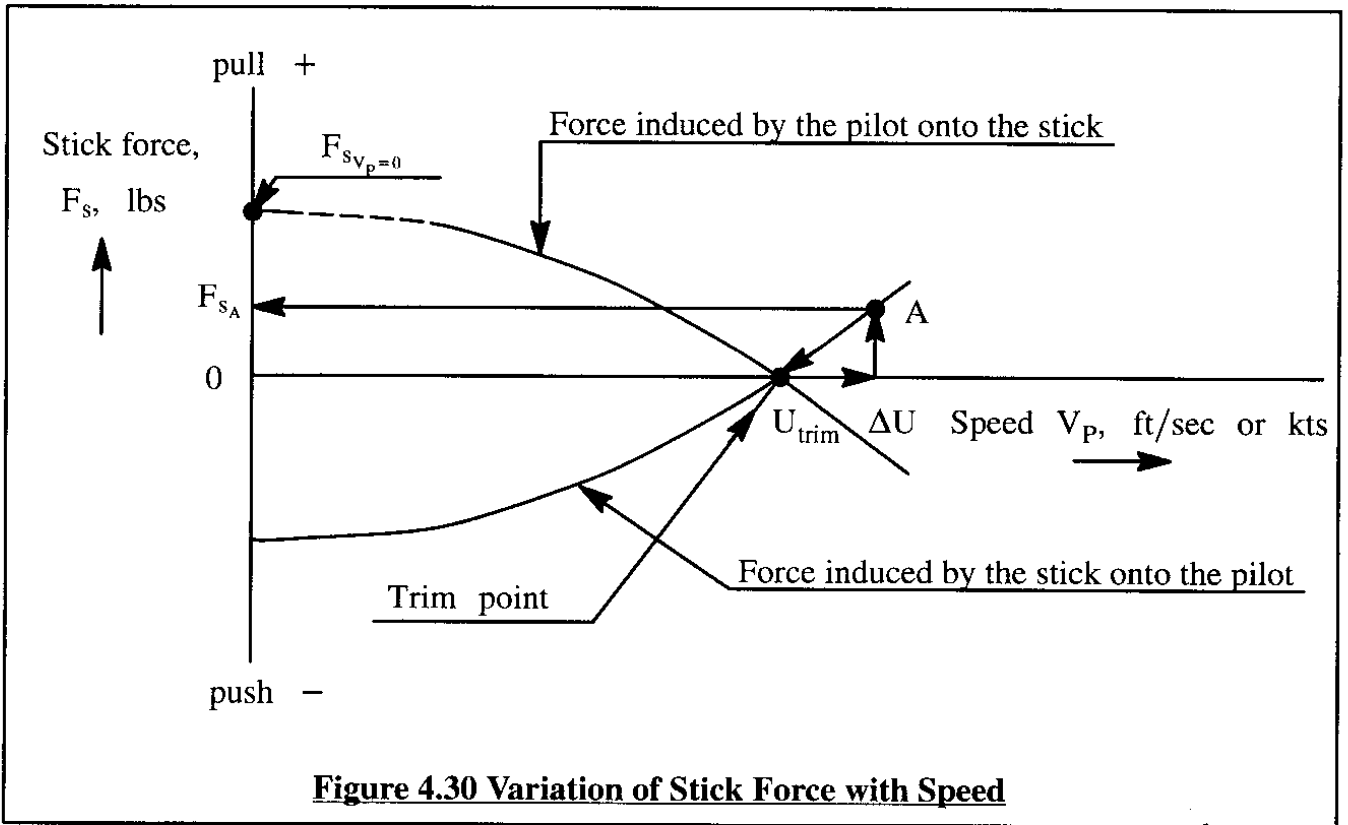 pull +
Force induced by the pilot onto the stick
Stick force,
F_{s_{V_P=0}}
F_s, lbs
F_{s_A}
A
0
U_{trim} ΔU Speed V_P, ft/sec or kts
Force induced by the stick onto the pilot
Trim point
push −
Figure 4.30 Variation of Stick Force with Speed